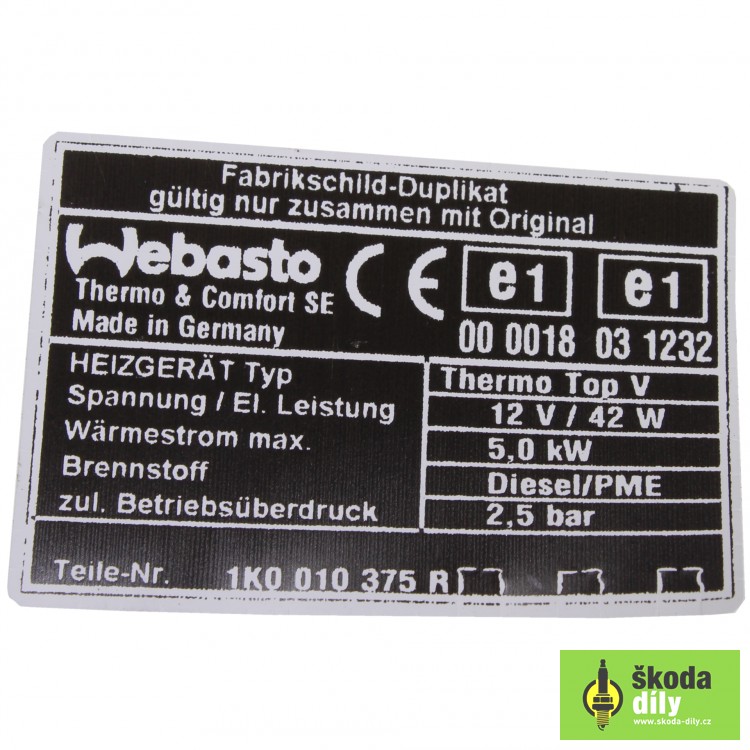 Fabrikschild-Duplikat
gültig nur zusammen mit Original
Webasto
Thermo & Comfort SE
Made in Germany
CE
e1
00 0018
e1
03 1232
HEIZGERÄT Typ Thermo Top V
Spannung / El. Leistung 12 V / 42 W
Wärmestrom max. 5,0 kW
Brennstoff Diesel/PME
zul. Betriebsüberdruck 2,5 bar
Teile-Nr. 1K0 010 375 R
škoda
díly
www.skoda-dily.cz